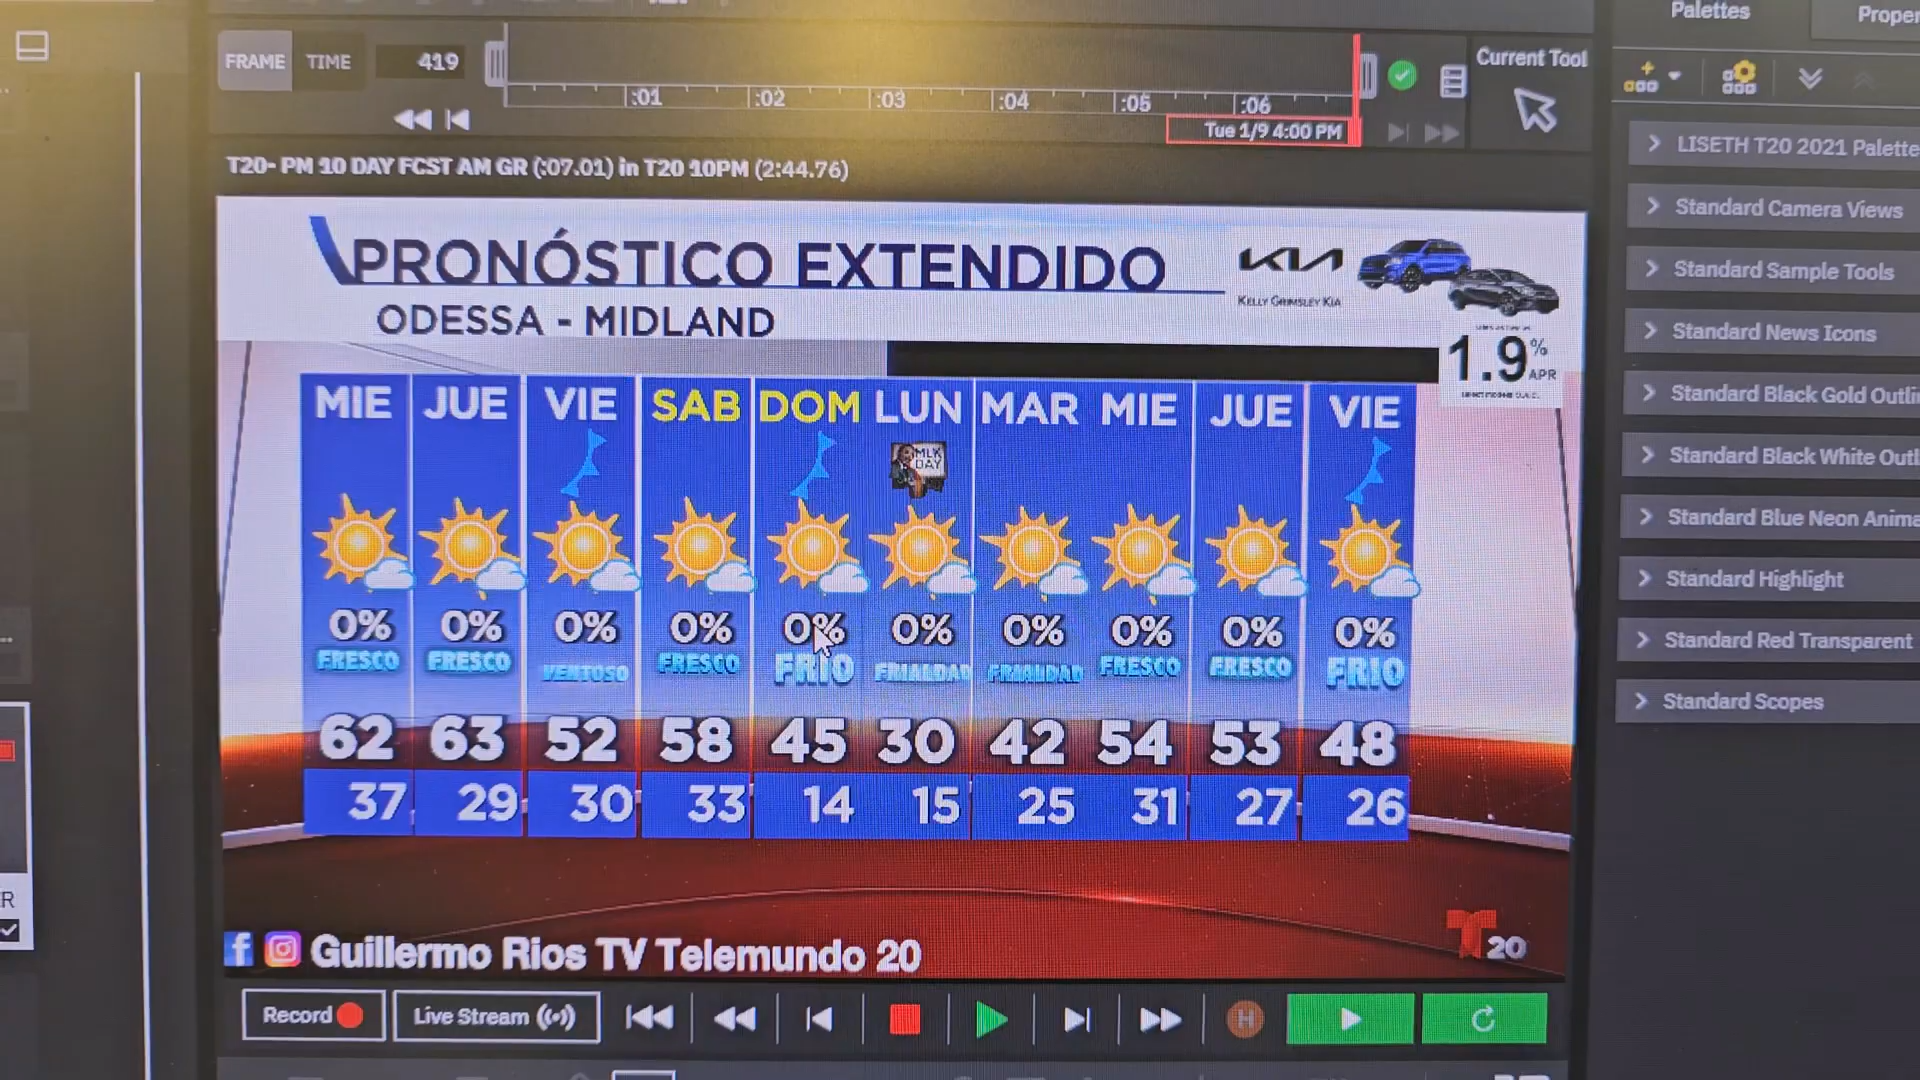 Palettes
Proper
FRAME TIME 419
:01 :02 :03 :04 :05 :06
Current Tool
Tue 1/9 4:00 PM
T20- PM 10 DAY FCST AM GR (:07.01) in T20 10PM (2:44.76)
PRONÓSTICO EXTENDIDO
ODESSA - MIDLAND
KIA
KELLY GRIMSLEY KIA
1.9% APR
MIE JUE VIE SAB DOM LUN MAR MIE JUE VIE
MLK DAY
0% 0% 0% 0% 0% 0% 0% 0% 0% 0%
FRESCO FRESCO VENTOSO FRESCO FRIO FRIALDAD FRIALDAD FRESCO FRESCO FRIO
62 63 52 58 45 30 42 54 53 48
37 29 30 33 14 15 25 31 27 26
Guillermo Rios TV Telemundo 20
T 20
Record Live Stream
H
LISETH T20 2021 Palette
Standard Camera Views
Standard Sample Tools
Standard News Icons
Standard Black Gold Outli
Standard Black White Outl
Standard Blue Neon Anima
Standard Highlight
Standard Red Transparent
Standard Scopes
R